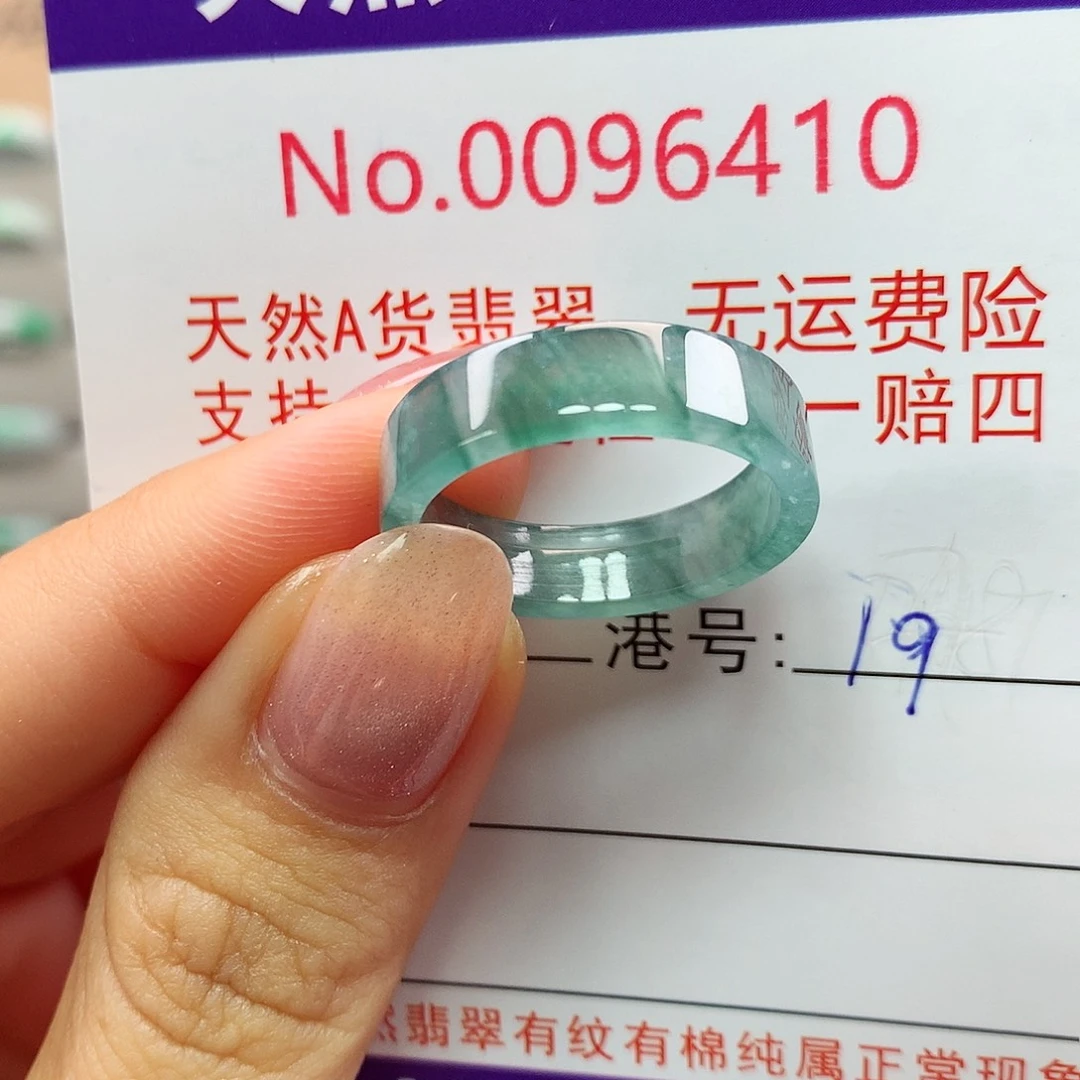 No.0096410
天然A货翡翠 无运费险
支持 一赔四
港号: 19
然翡翠有纹有棉纯属正常现象